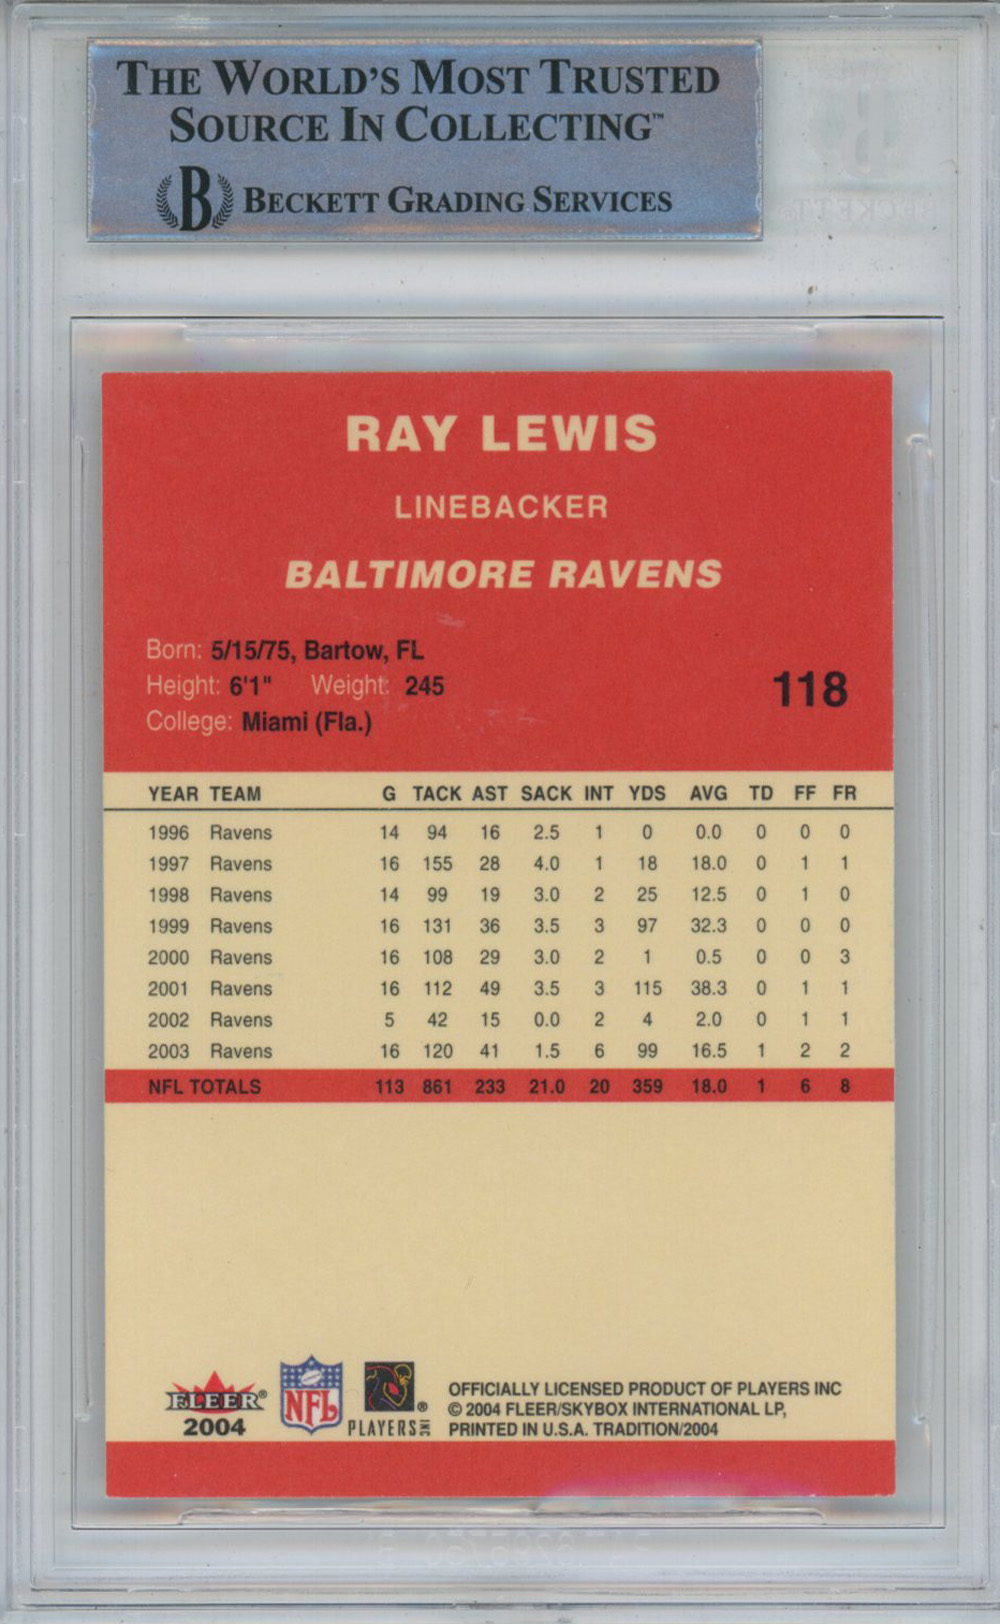 THE WORLD'S MOST TRUSTED
SOURCE IN COLLECTING™
B BECKETT GRADING SERVICES
RAY LEWIS
LINEBACKER
BALTIMORE RAVENS
Born: 5/15/75, Bartow, FL
Height: 6'1" Weight: 245
118
College: Miami (Fla.)
YEAR TEAM G TACK AST SACK INT YDS AVG TD FF FR
1996 Ravens 14 94 16 2.5 1 0 0.0 0 0 0
1997 Ravens 16 155 28 4.0 1 18 18.0 0 1 1
1998 Ravens 14 99 19 3.0 2 25 12.5 0 1 0
1999 Ravens 16 131 36 3.5 3 97 32.3 0 0 0
2000 Ravens 16 108 29 3.0 2 1 0.5 0 0 3
2001 Ravens 16 112 49 3.5 3 115 38.3 0 1 1
2002 Ravens 5 42 15 0.0 2 4 2.0 0 1 1
2003 Ravens 16 120 41 1.5 6 99 16.5 1 2 2
NFL TOTALS 113 861 233 21.0 20 359 18.0 1 6 8
FLEER®
2004
NFL
PLAYERS INC ®
OFFICIALLY LICENSED PRODUCT OF PLAYERS INC
© 2004 FLEER/SKYBOX INTERNATIONAL LP,
PRINTED IN U.S.A. TRADITION/2004